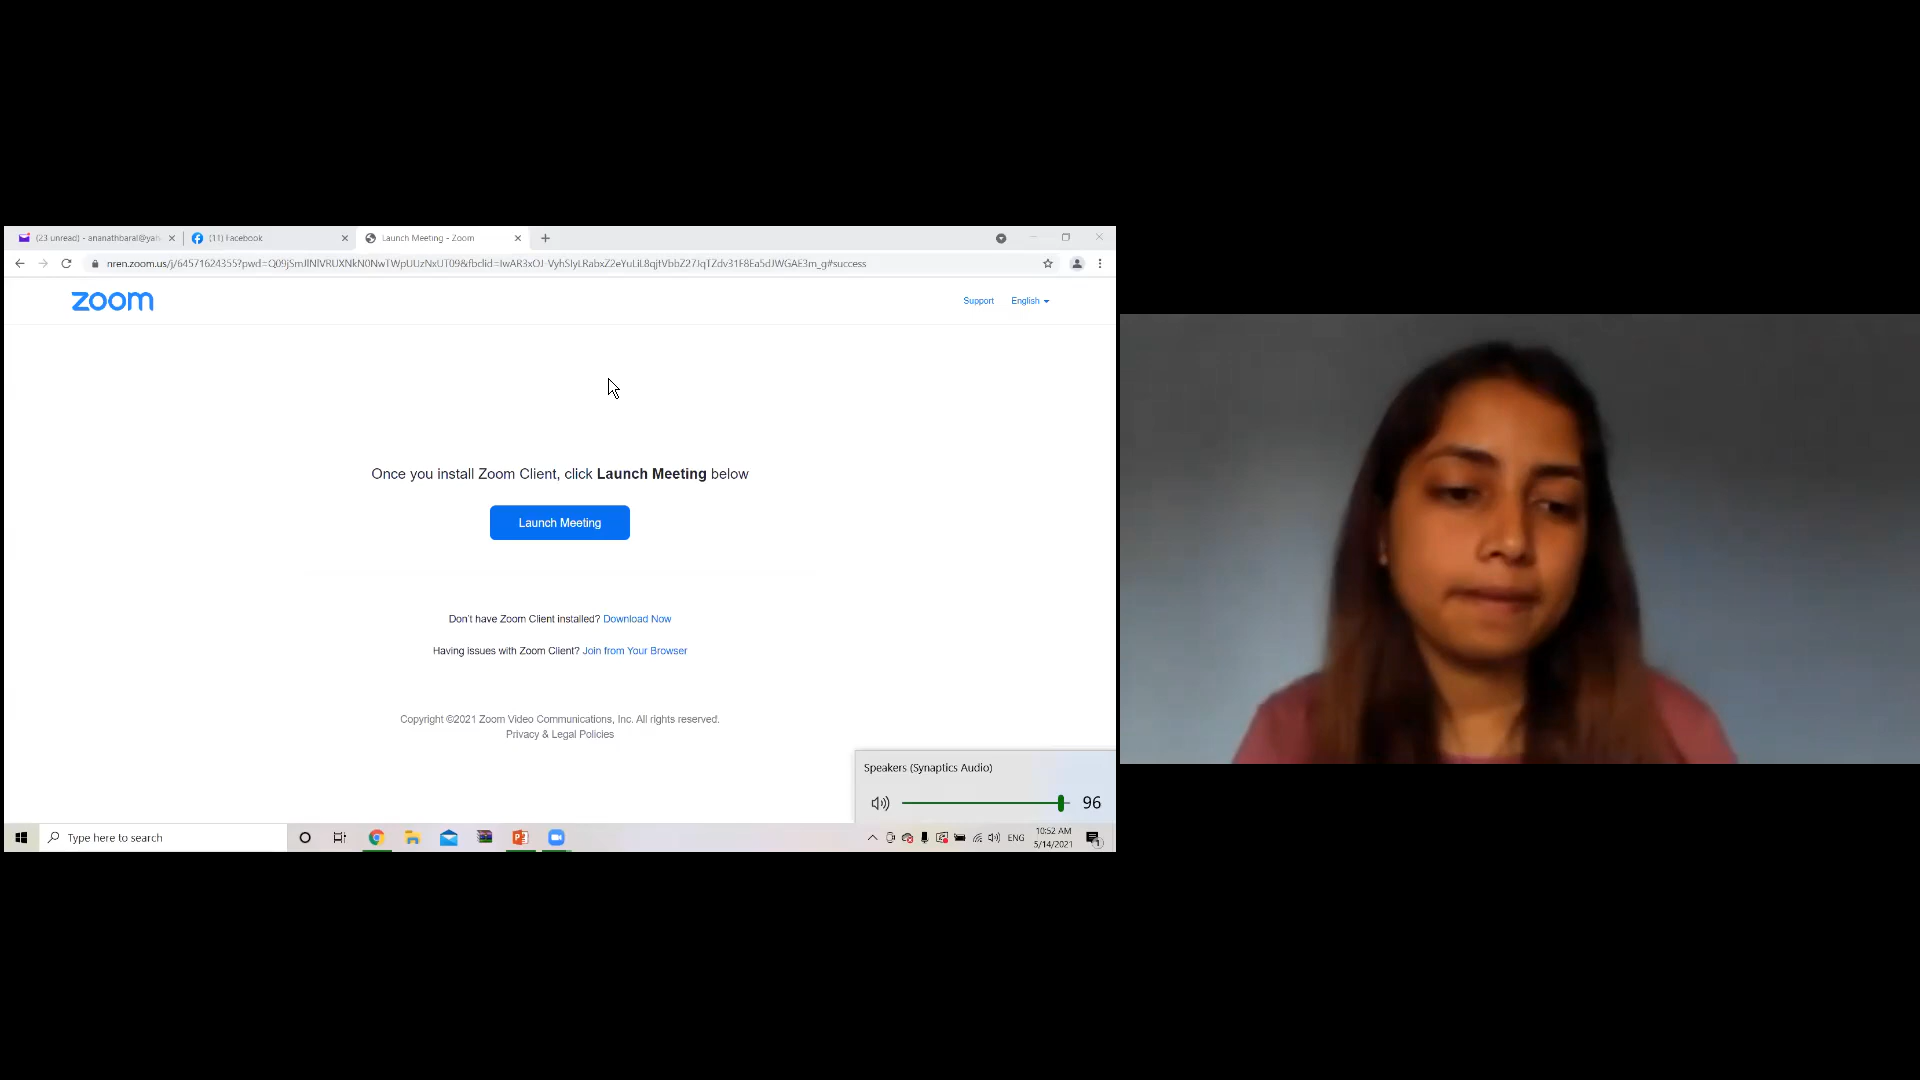 (23 unread) - ananathbaral@yah
(11) Facebook
Launch Meeting - Zoom
zoom
Support
English
Once you install Zoom Client, click Launch Meeting below
Launch Meeting
Don't have Zoom Client installed? Download Now
Having issues with Zoom Client? Join from Your Browser
Copyright ©2021 Zoom Video Communications, Inc. All rights reserved.
Privacy & Legal Policies
Speakers (Synaptics Audio)
96
Type here to search
ENG
10:52 AM
5/14/2021